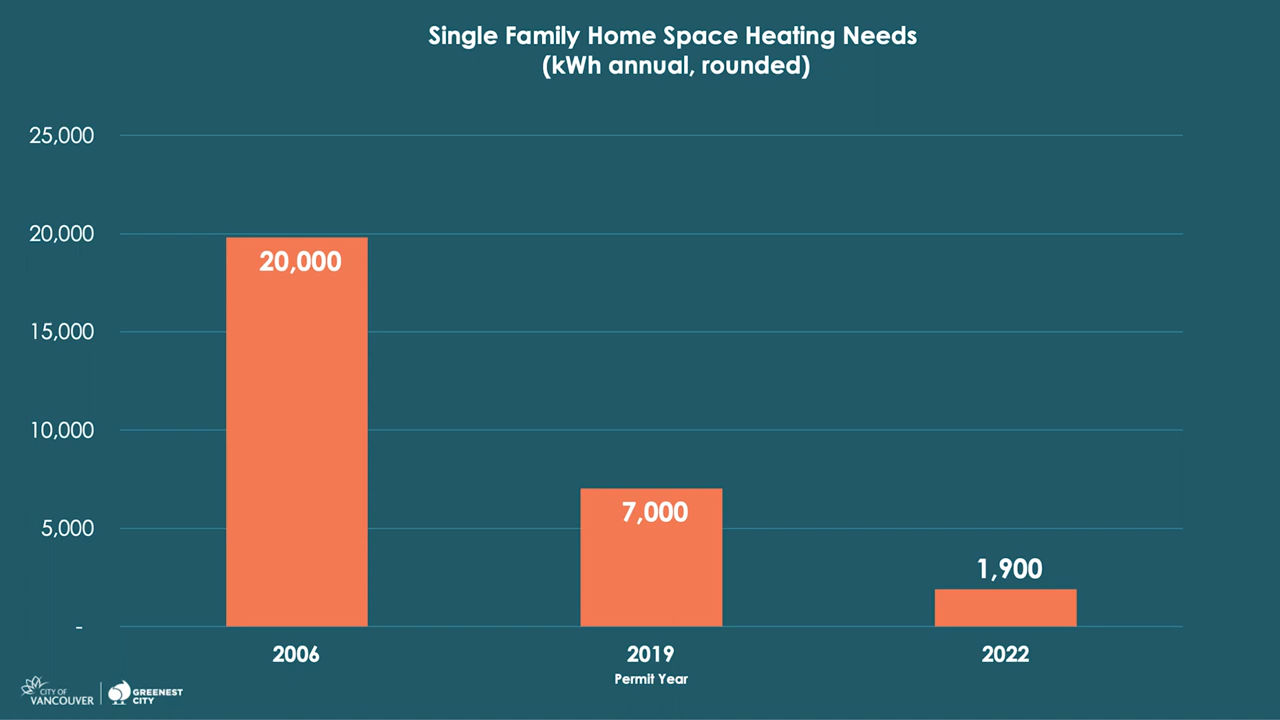 Single Family Home Space Heating Needs
(kWh annual, rounded)
25,000
20,000
15,000
10,000
5,000
-
20,000
7,000
1,900
2006
2019
2022
Permit Year
CITY OF
VANCOUVER
GREENEST
CITY